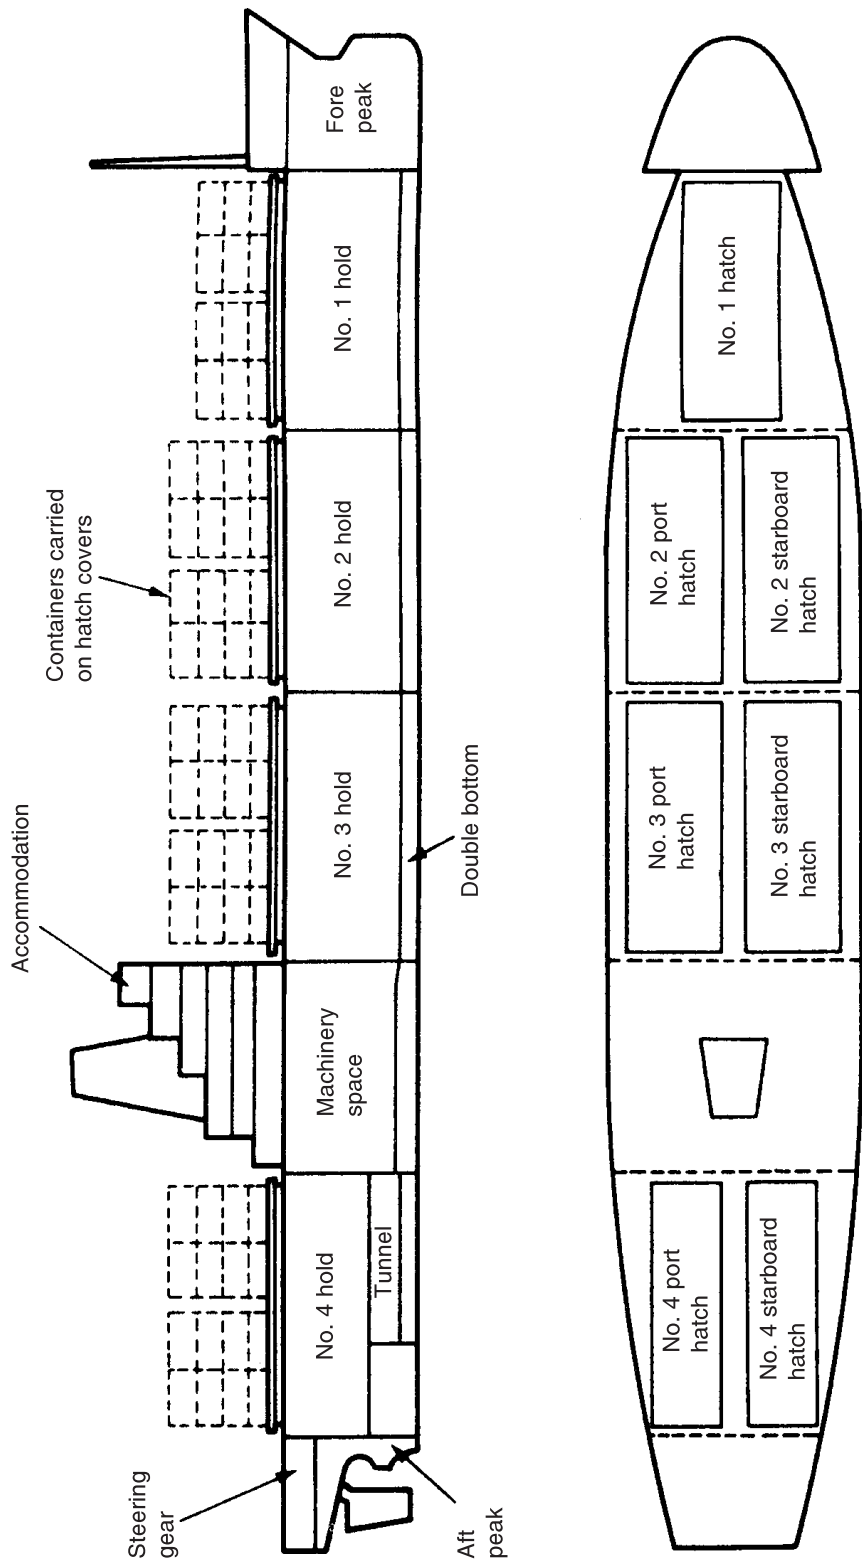 Steering
gear
Accommodation
Containers carried
on hatch covers
No. 4 hold
Tunnel
Machinery
space
No. 3 hold
No. 2 hold
No. 1 hold
Fore
peak
Aft
peak
Double bottom
No. 4 port
hatch
No. 3 port
hatch
No. 2 port
hatch
No. 1 hatch
No. 4 starboard
hatch
No. 3 starboard
hatch
No. 2 starboard
hatch